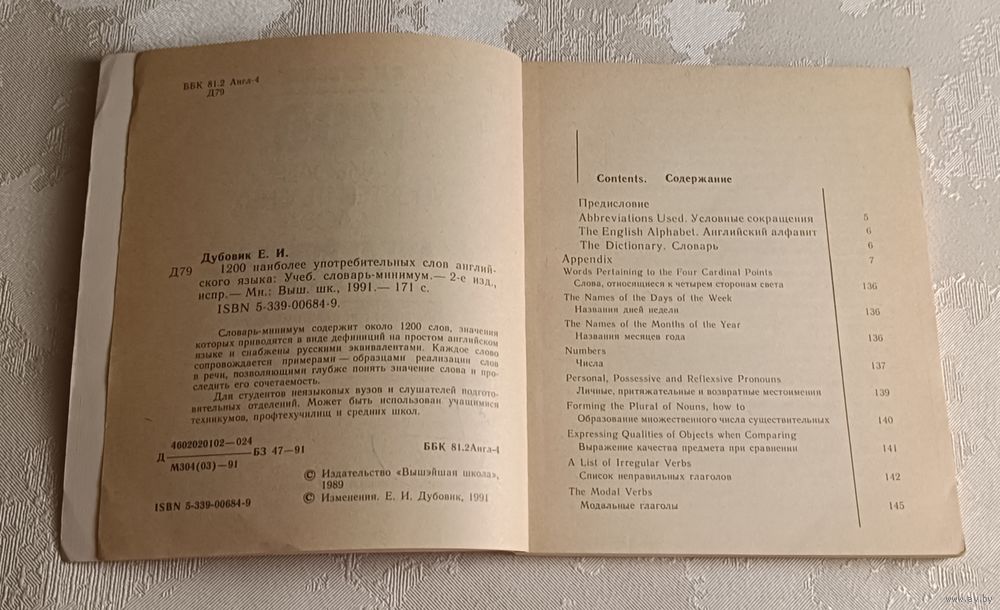 ББК 81.2 Англ-4
Д79
Дубовик Е. И.
Д79 1200 наиболее употребительных слов англий-
ского языка: Учеб. словарь-минимум.— 2-е изд.,
испр.— Мн.: Выш. шк., 1991.— 171 с.
ISBN 5-339-00684-9.
Словарь-минимум содержит около 1200 слов, значения
которых приводятся в виде дефиниций на простом английском
языке и снабжены русскими эквивалентами. Каждое слово
сопровождается примерами — образцами реализации слов
в речи, позволяющими глубже понять значение слова и про-
следить его сочетаемость.
Для студентов неязыковых вузов и слушателей подгото-
вительных отделений. Может быть использован учащимися
техникумов, профтехучилищ и средних школ.
Д 4602020102—024
М304(03)—91 БЗ 47—91
ББК 81.2Англ-4
© Издательство «Вышэйшая школа»,
1989
© Изменения. Е. И. Дубовик, 1991
ISBN 5-339-00684-9
Contents. Содержание
Предисловие
Abbreviations Used. Условные сокращения 5
The English Alphabet. Английский алфавит 6
The Dictionary. Словарь 6
Appendix 7
Words Pertaining to the Four Cardinal Points
Слова, относящиеся к четырем сторонам света 136
The Names of the Days of the Week
Названия дней недели 136
The Names of the Months of the Year
Названия месяцев года 136
Numbers
Числа 137
Personal, Possessive and Reflexsive Pronouns
Личные, притяжательные и возвратные местоимения 139
Forming the Plural of Nouns, how to
Образование множественного числа существительных 140
Expressing Qualities of Objects when Comparing
Выражение качества предмета при сравнении 141
A List of Irregular Verbs
Список неправильных глаголов 142
The Modal Verbs
Модальные глаголы 145
www.av.by